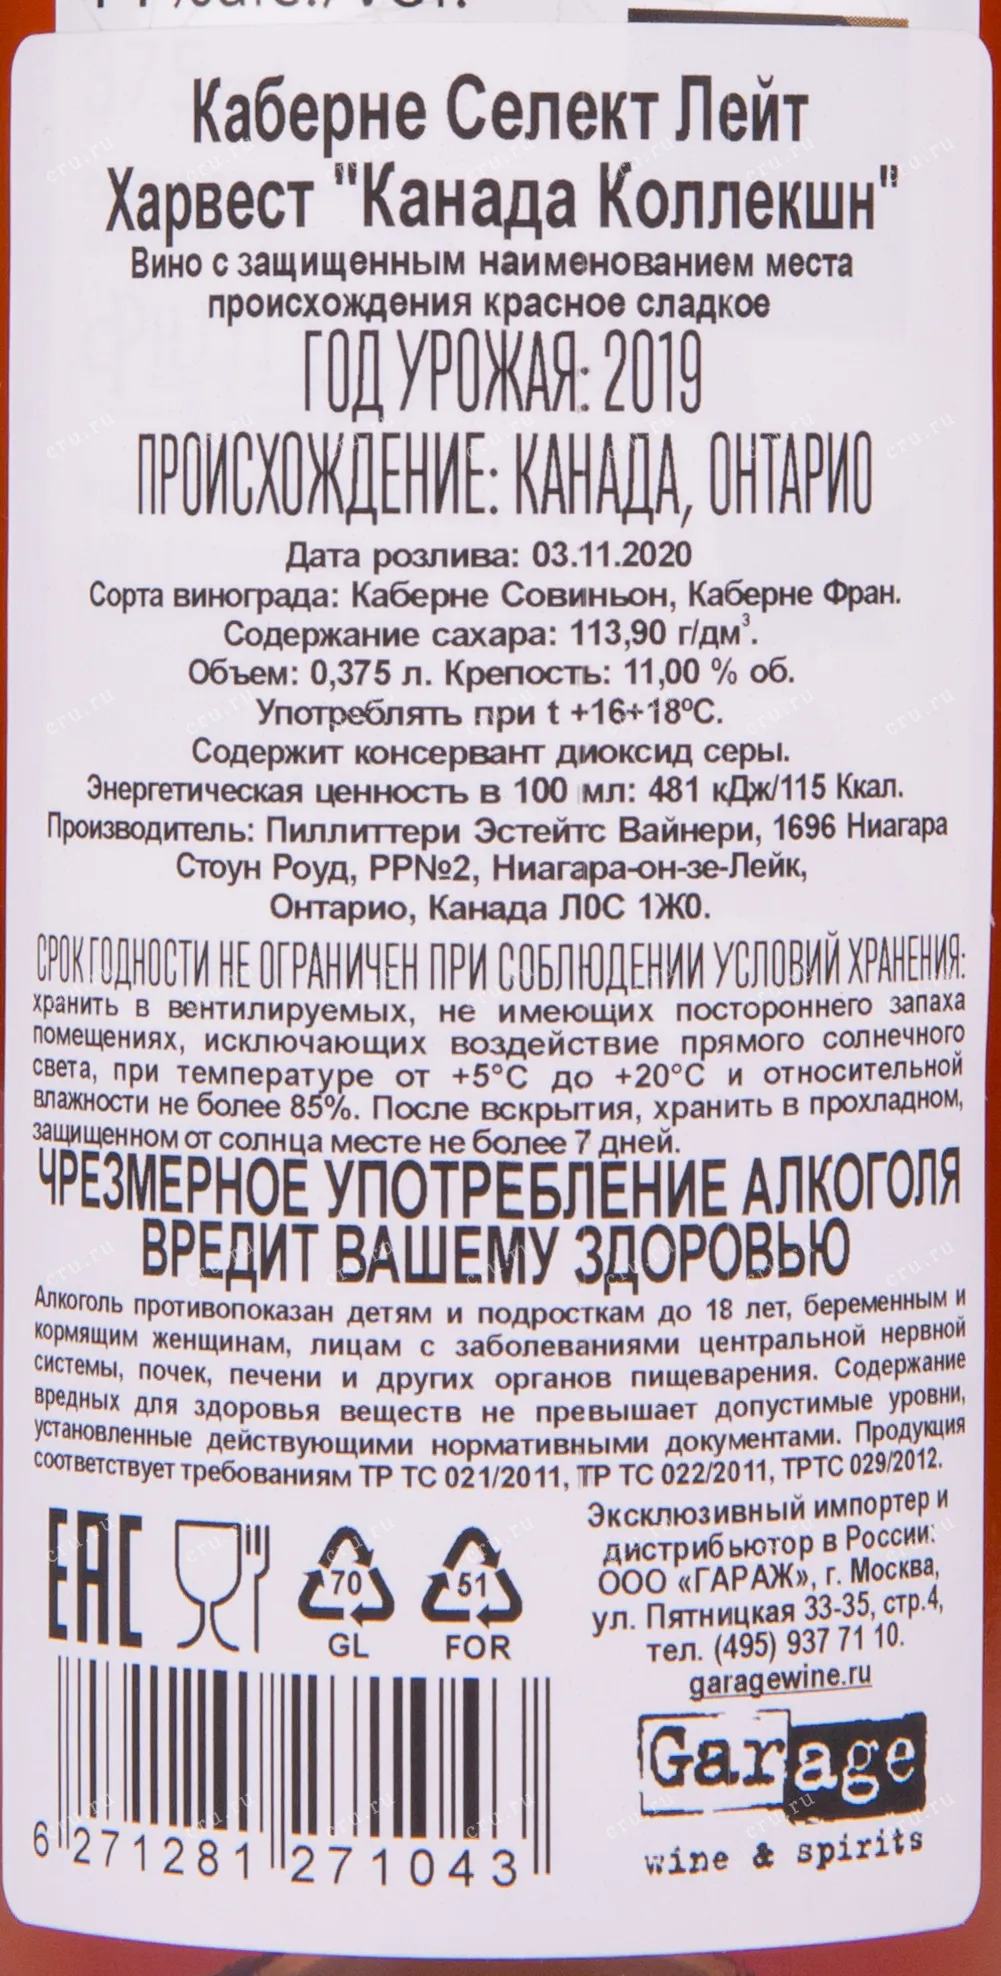 Каберне Селект Лейт
Харвест "Канада Коллекшн"
Вино с защищенным наименованием места
происхождения красное сладкое
ГОД УРОЖАЯ: 2019
ПРОИСХОЖДЕНИЕ: КАНАДА, ОНТАРИО
Дата розлива: 03.11.2020
Сорта винограда: Каберне Совиньон, Каберне Фран.
Содержание сахара: 113,90 г/дм³.
Объем: 0,375 л. Крепость: 11,00 % об.
Употреблять при t +16÷18ºС.
Содержит консервант диоксид серы.
Энергетическая ценность в 100 мл: 481 кДж/115 Ккал.
Производитель: Пиллиттери Эстейтс Вайнери, 1696 Ниагара
Стоун Роуд, РР№2, Ниагара-он-зе-Лейк,
Онтарио, Канада Л0С 1Ж0.
СРОК ГОДНОСТИ НЕ ОГРАНИЧЕН ПРИ СОБЛЮДЕНИИ УСЛОВИЙ ХРАНЕНИЯ:
хранить в вентилируемых, не имеющих постороннего запаха
помещениях, исключающих воздействие прямого солнечного
света, при температуре от +5°С до +20°С и относительной
влажности не более 85%. После вскрытия, хранить в прохладном,
защищенном от солнца месте не более 7 дней.
ЧРЕЗМЕРНОЕ УПОТРЕБЛЕНИЕ АЛКОГОЛЯ
ВРЕДИТ ВАШЕМУ ЗДОРОВЬЮ
Алкоголь противопоказан детям и подросткам до 18 лет, беременным и
кормящим женщинам, лицам с заболеваниями центральной нервной
системы, почек, печени и других органов пищеварения. Содержание
вредных для здоровья веществ не превышает допустимые уровни,
установленные действующими нормативными документами. Продукция
соответствует требованиям ТР ТС 021/2011, ТР ТС 022/2011, ТРТС 029/2012.
Эксклюзивный импортер и
дистрибьютор в России:
ООО «ГАРАЖ», г. Москва,
ул. Пятницкая 33-35, стр.4,
тел. (495) 937 71 10.
garagewine.ru
EAC
70
GL
51
FOR
Garage
wine & spirits
6 271281 271043
cru.ru